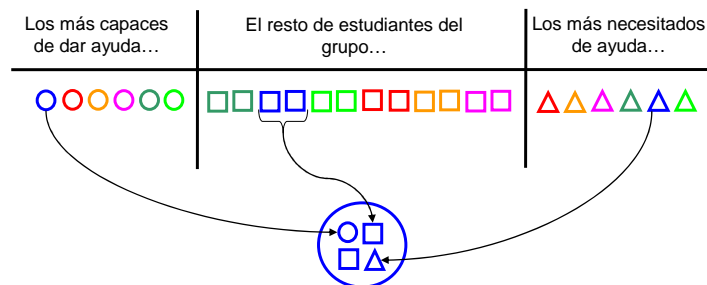 Los más capaces
de dar ayuda…
El resto de estudiantes del
grupo…
Los más necesitados
de ayuda…